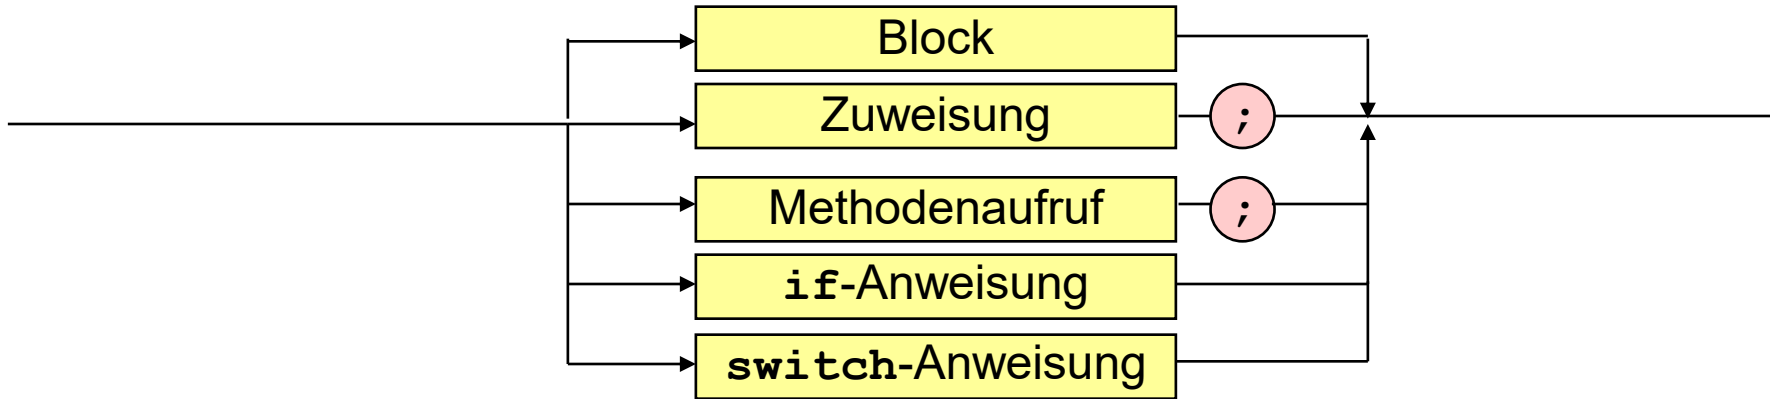 Block
Zuweisung ;
Methodenaufruf ;
if-Anweisung
switch-Anweisung